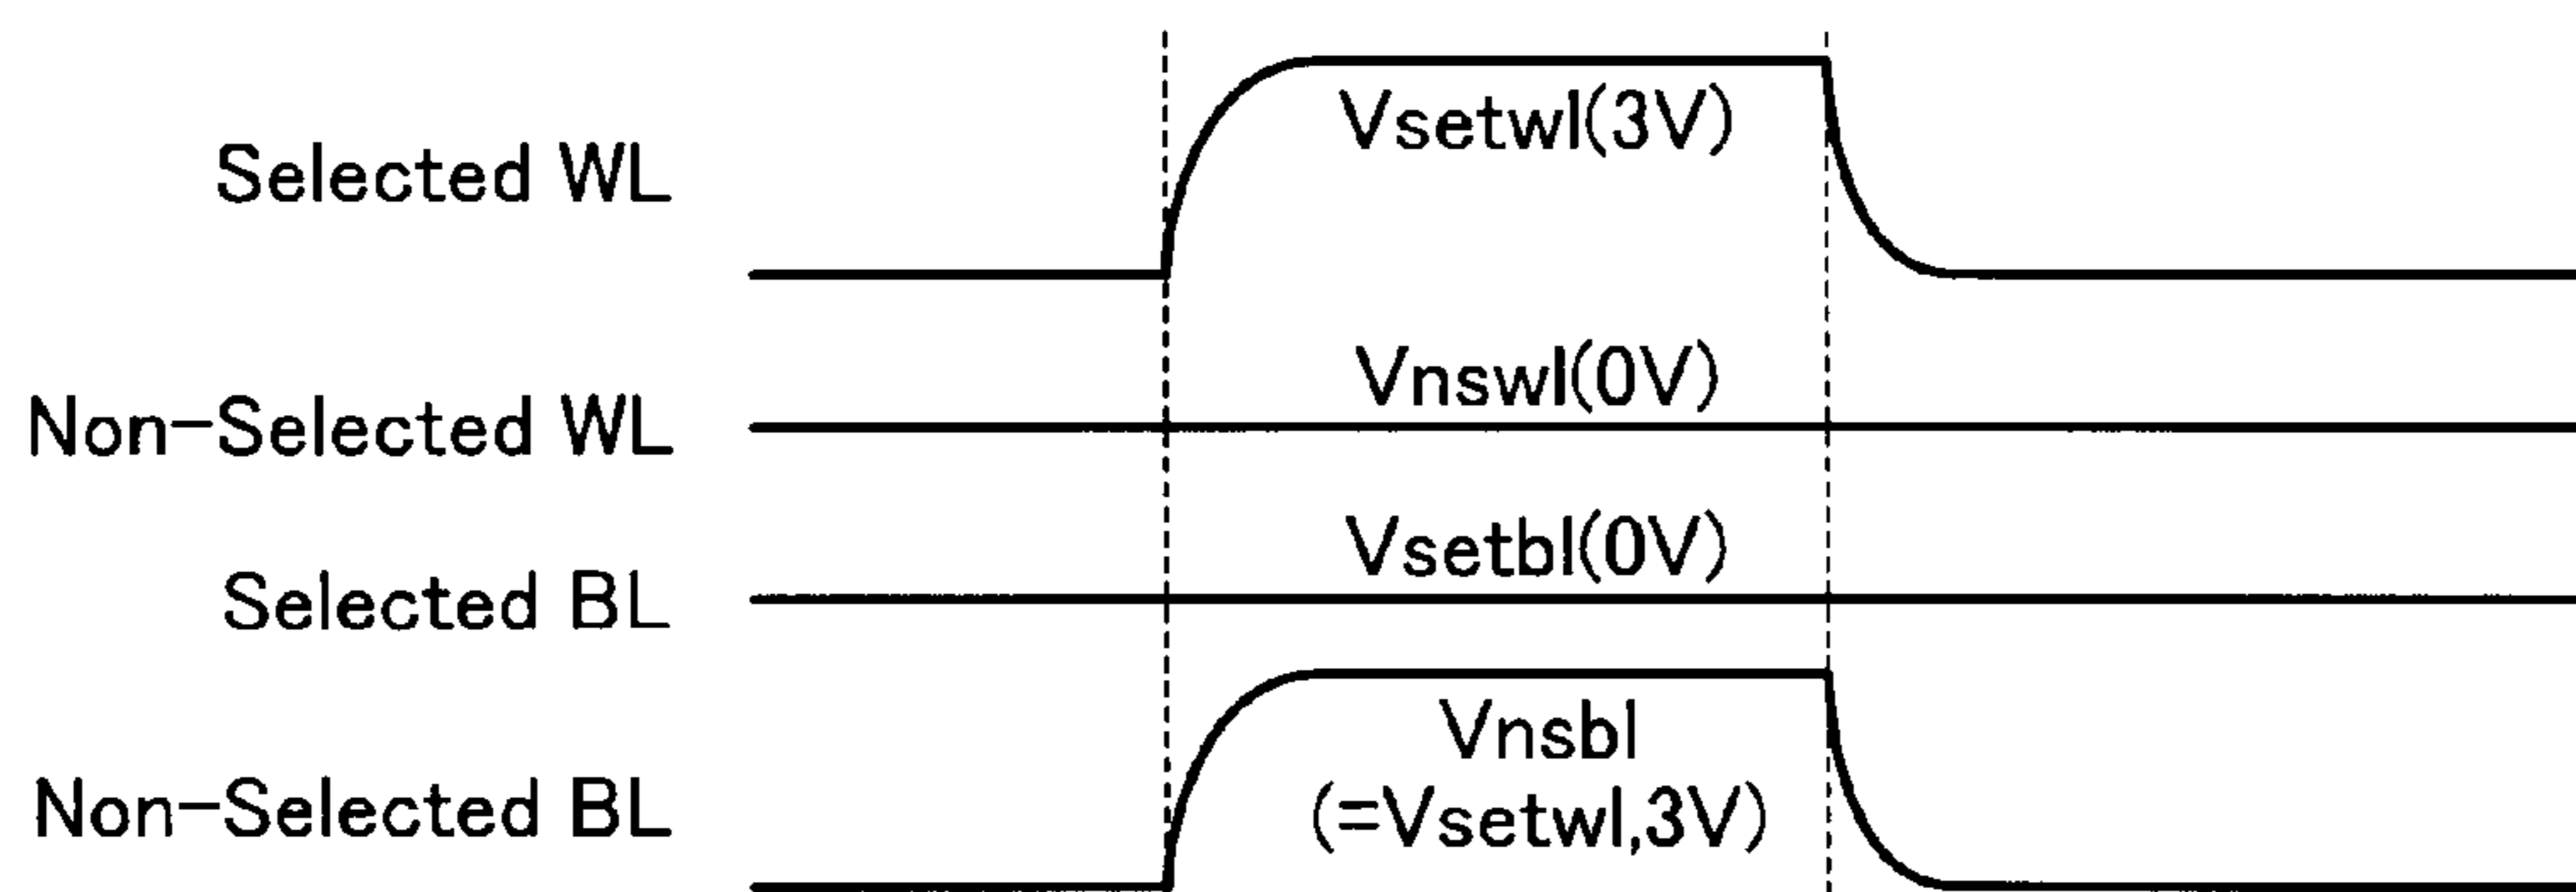 Vsetwl(3V)
Selected WL
Vnswl(0V)
Non-Selected WL
Vsetbl(0V)
Selected BL
Vnsbl
(=Vsetwl,3V)
Non-Selected BL